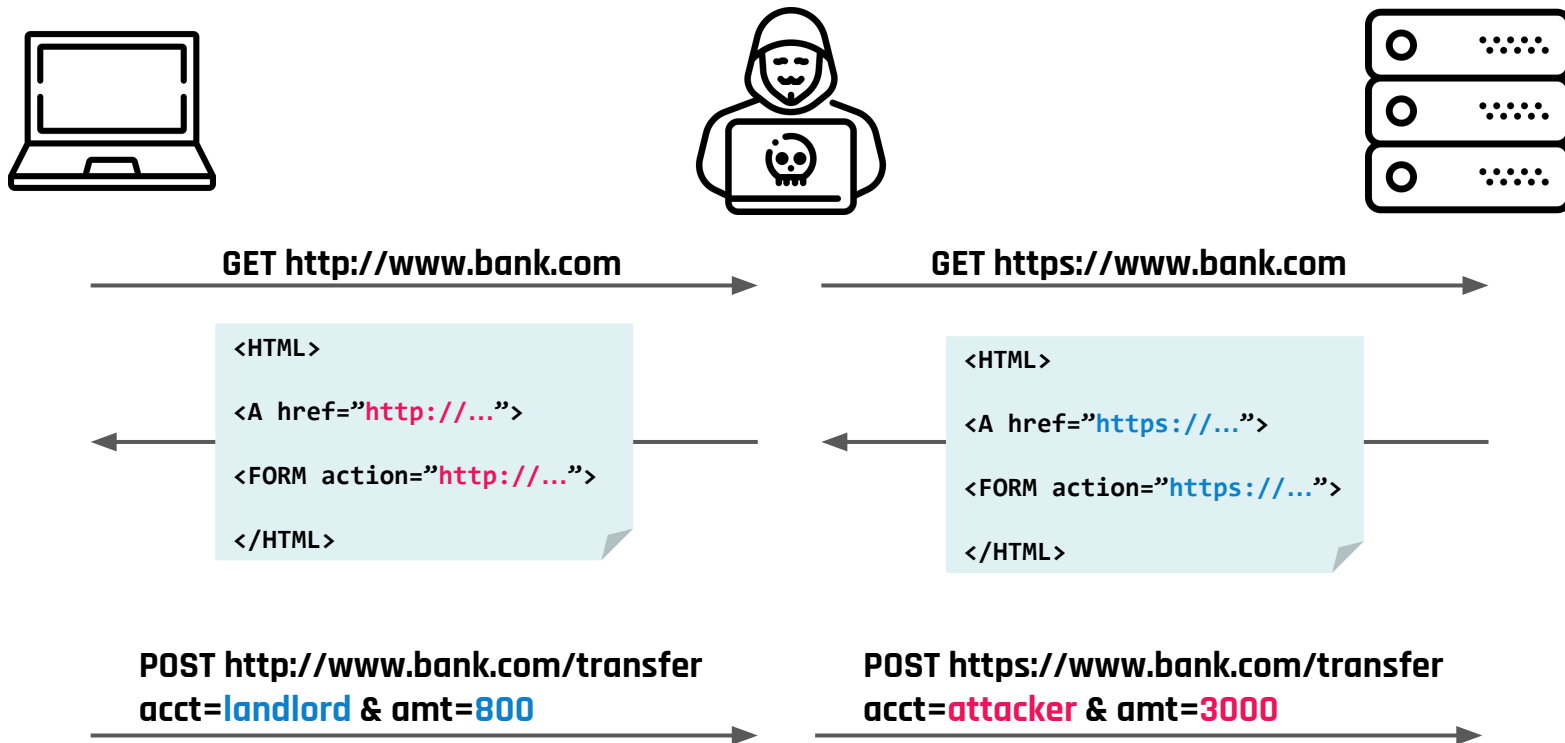 GET http://www.bank.com
GET https://www.bank.com
<HTML>
<A href=”http://...”>
<FORM action=”http://...”>
</HTML>
<HTML>
<A href=”https://...”>
<FORM action=”https://...”>
</HTML>
POST http://www.bank.com/transfer
acct=landlord & amt=800
POST https://www.bank.com/transfer
acct=attacker & amt=3000